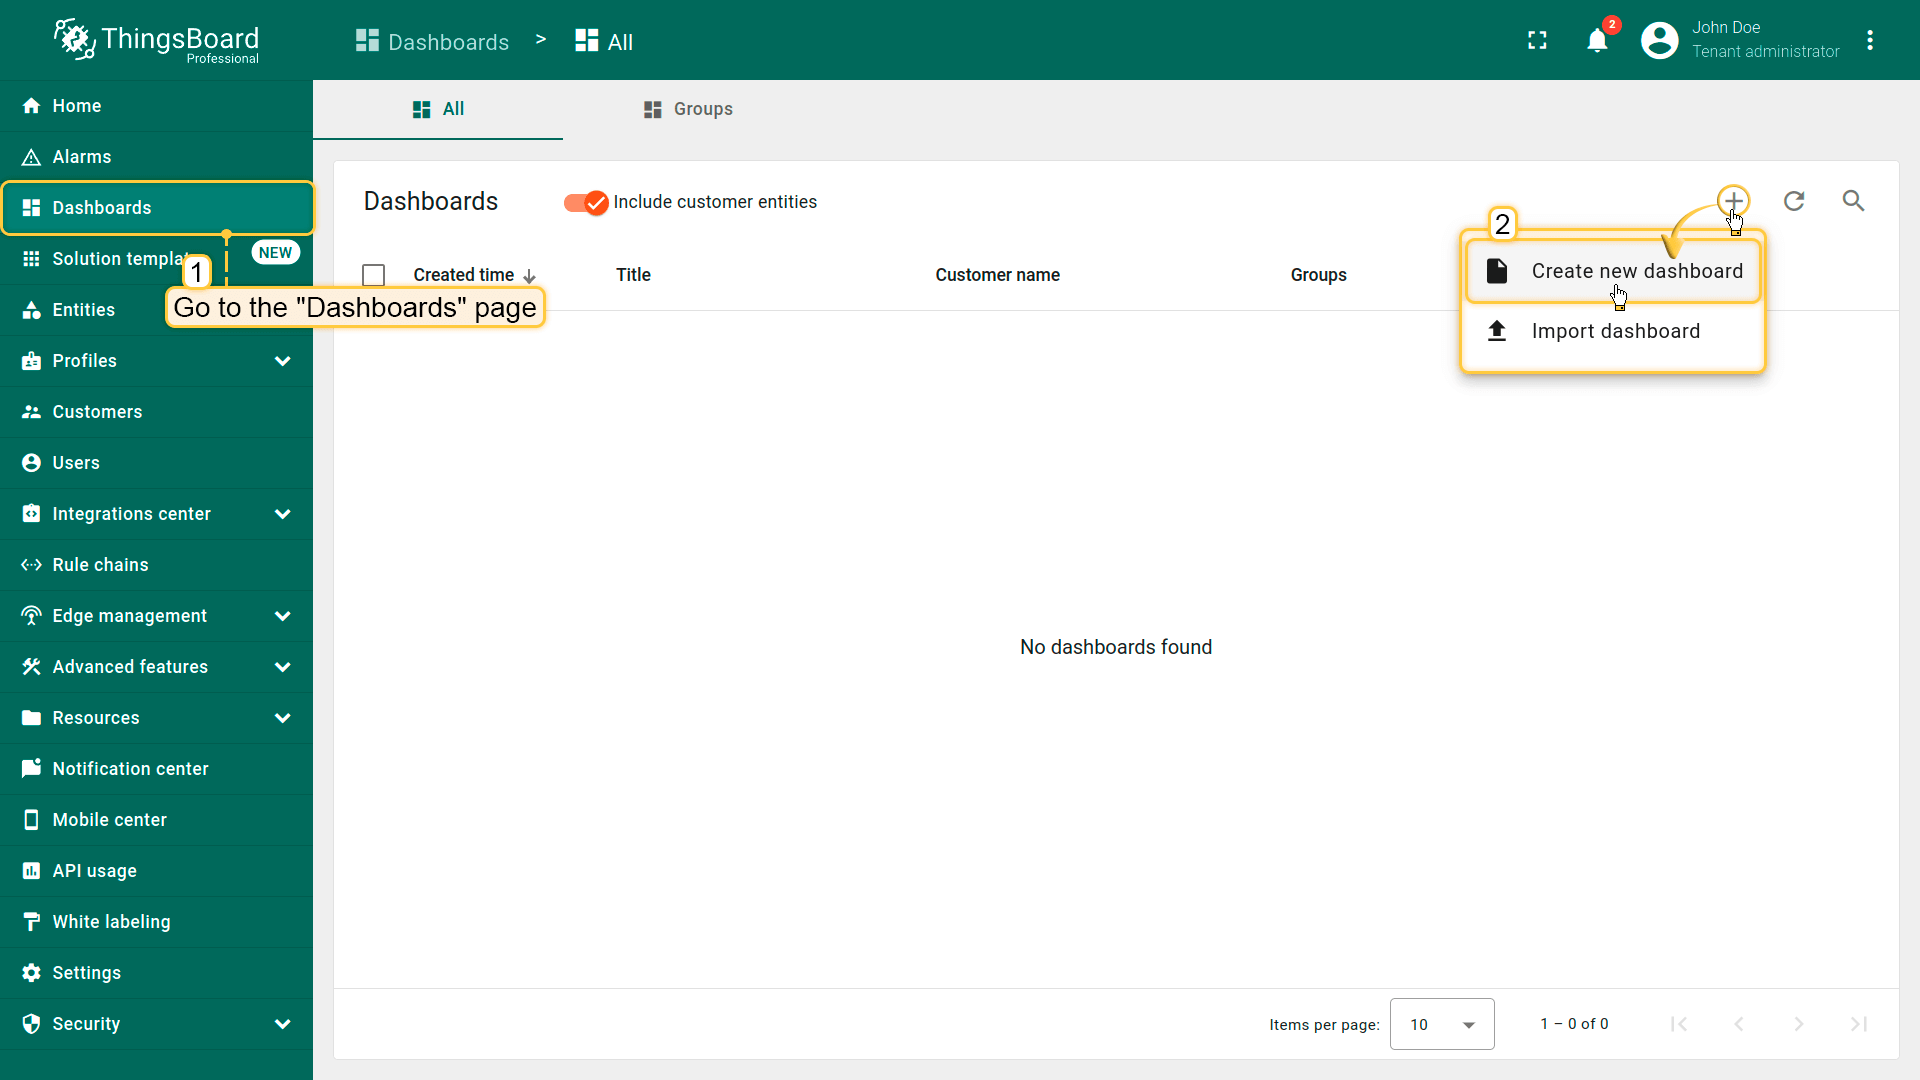 ThingsBoard
Professional
Dashboards > All
2
John Doe
Tenant administrator
Home
Alarms
Dashboards
Solution templat
NEW
Entities
Profiles
Customers
Users
Integrations center
Rule chains
Edge management
Advanced features
Resources
Notification center
Mobile center
API usage
White labeling
Settings
Security
1
Go to the "Dashboards" page
All
Groups
Dashboards
Include customer entities
Created time
Title
Customer name
Groups
2
Create new dashboard
Import dashboard
No dashboards found
Items per page:
10
1 – 0 of 0